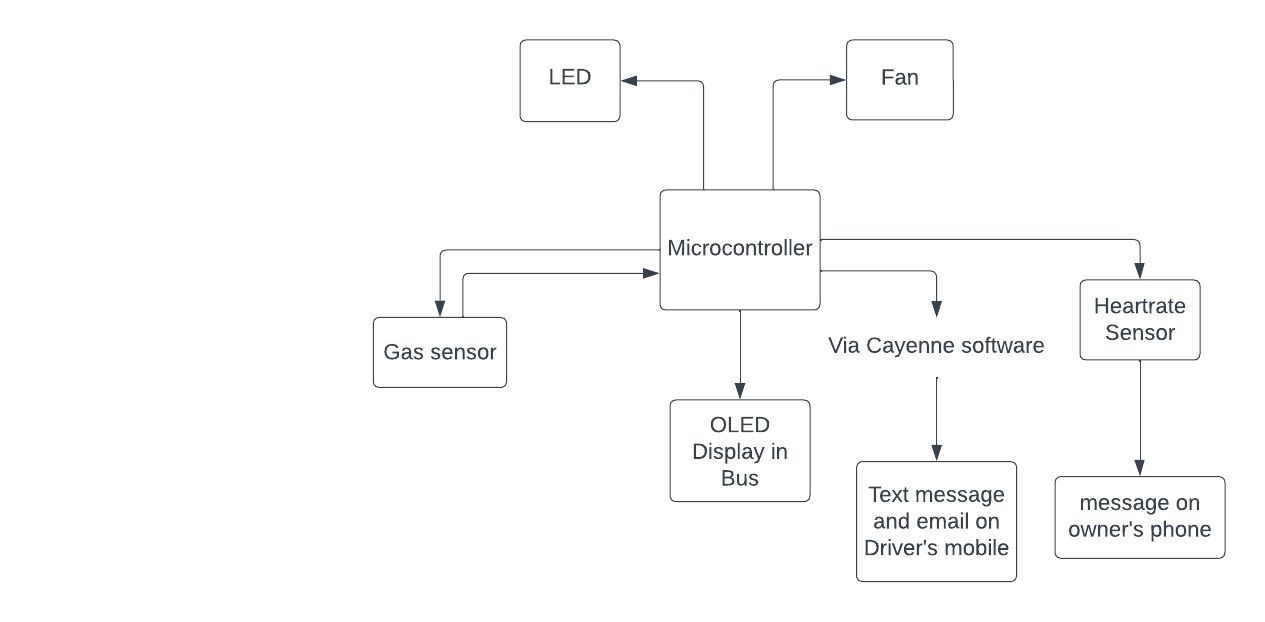 LED
Fan
Microcontroller
Gas sensor
Heartrate
Sensor
Via Cayenne software
OLED
Display in
Bus
Text message
and email on
Driver's mobile
message on
owner's phone